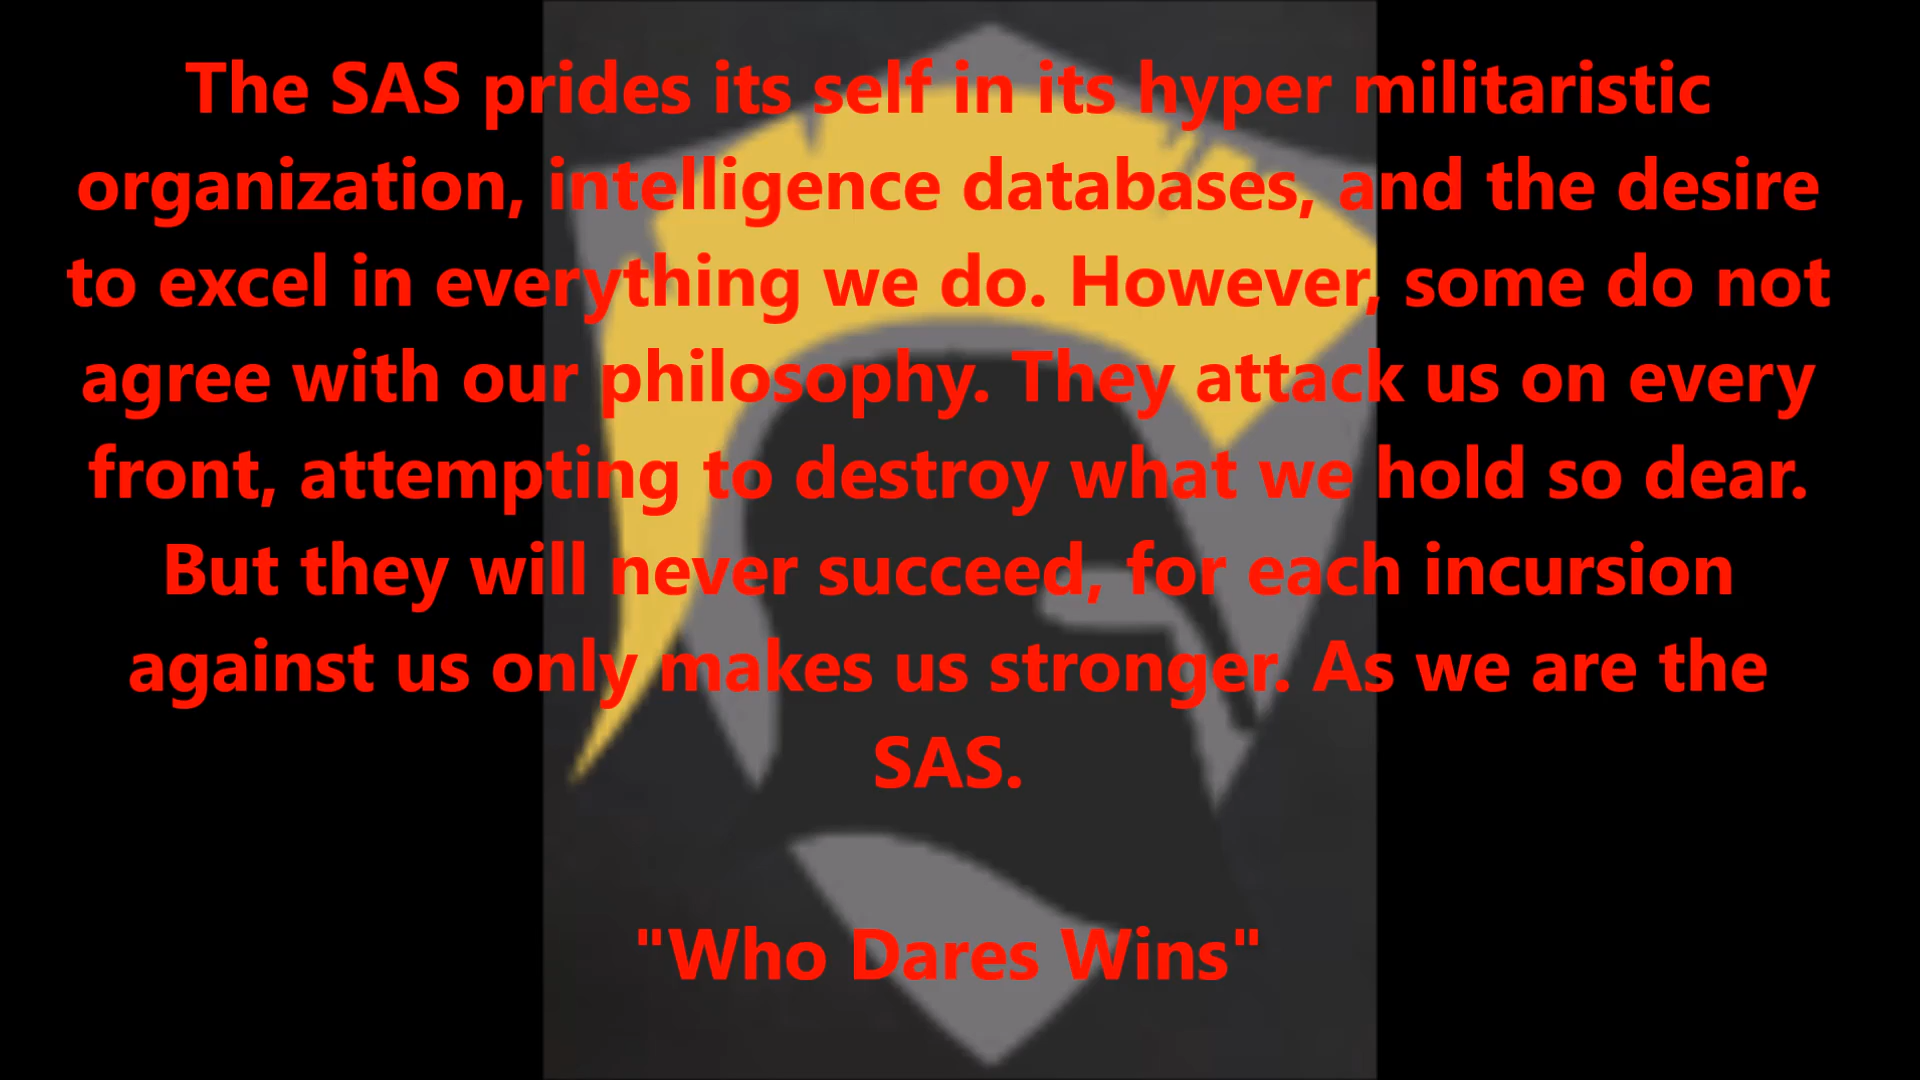 The SAS prides its self in its hyper militaristic
organization, intelligence databases, and the desire
to excel in everything we do. However, some do not
agree with our philosophy. They attack us on every
front, attempting to destroy what we hold so dear.
But they will never succeed, for each incursion
against us only makes us stronger. As we are the
SAS.
"Who Dares Wins"